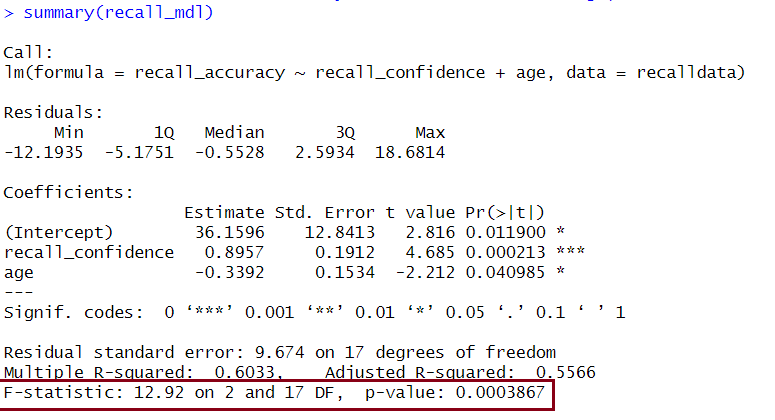 > summary(recall_mdl)
Call:
lm(formula = recall_accuracy ~ recall_confidence + age, data = recalldata)
Residuals:
Min 1Q Median 3Q Max
-12.1935 -5.1751 -0.5528 2.5934 18.6814
Coefficients:
Estimate Std. Error t value Pr(>|t|)
(Intercept) 36.1596 12.8413 2.816 0.011900 *
recall_confidence 0.8957 0.1912 4.685 0.000213 ***
age -0.3392 0.1534 -2.212 0.040985 *
---
Signif. codes: 0 ‘***’ 0.001 ‘**’ 0.01 ‘*’ 0.05 ‘.’ 0.1 ‘ ’ 1
Residual standard error: 9.674 on 17 degrees of freedom
Multiple R-squared: 0.6033, Adjusted R-squared: 0.5566
F-statistic: 12.92 on 2 and 17 DF, p-value: 0.0003867